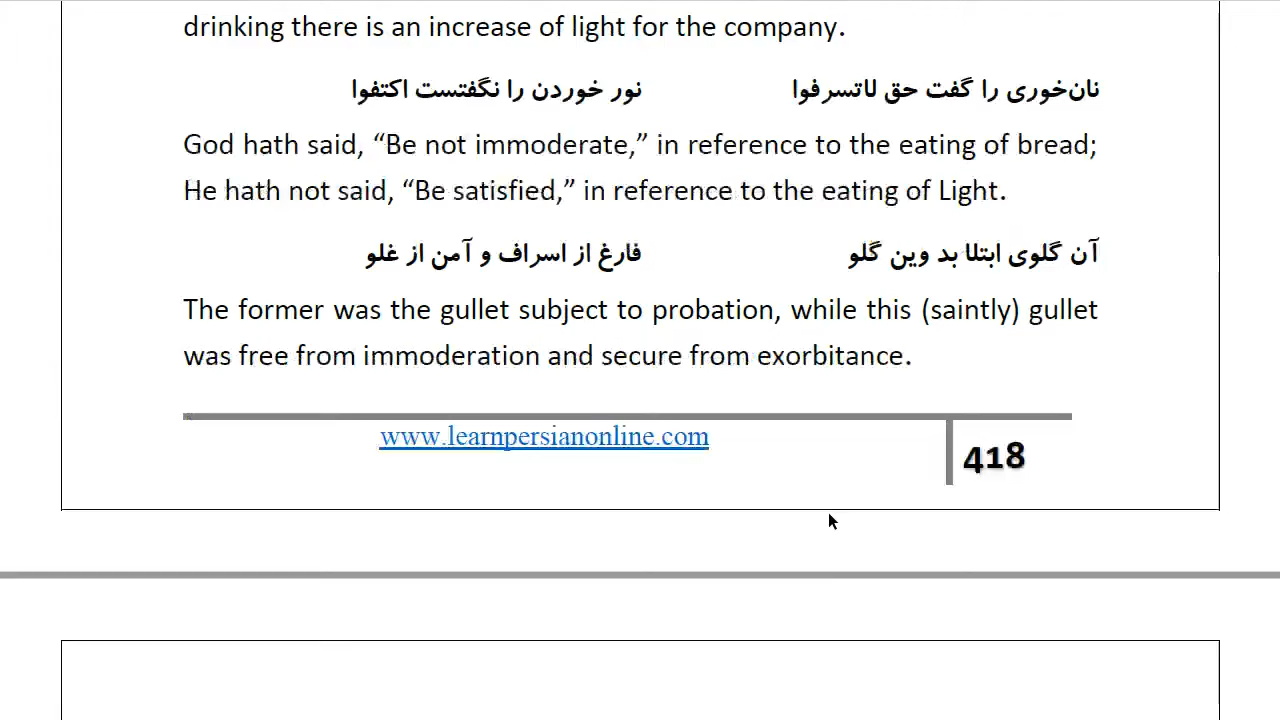 drinking there is an increase of light for the company.
نان‌خوری را گفت حق لاتسرفوا نور خوردن را نگفتست اکتفوا
God hath said, “Be not immoderate,” in reference to the eating of bread;
He hath not said, “Be satisfied,” in reference to the eating of Light.
آن گلوی ابتلا بد وین گلو فارغ از اسراف و آمن از غلو
The former was the gullet subject to probation, while this (saintly) gullet
was free from immoderation and secure from exorbitance.
www.learnpersianonline.com 418